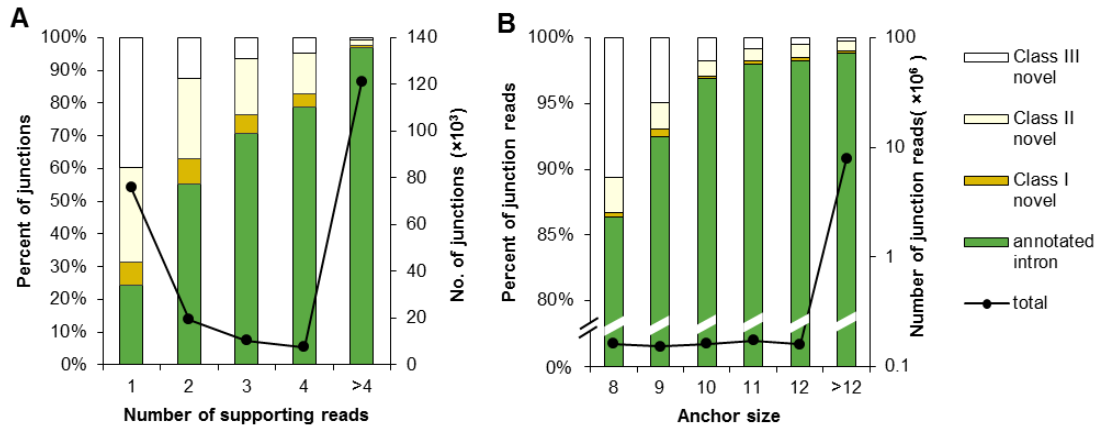 A
100%
90%
80%
70%
60%
50%
40%
30%
20%
10%
0%
Percent of junctions
140
120
100
80
60
40
20
0
No. of junctions (×10³)
1 2 3 4 >4
Number of supporting reads
B
100%
95%
90%
85%
80%
0%
Percent of junction reads
100
10
1
0.1
Number of junction reads( ×10⁶)
8 9 10 11 12 >12
Anchor size
Class III
novel
Class II
novel
Class I
novel
annotated
intron
total